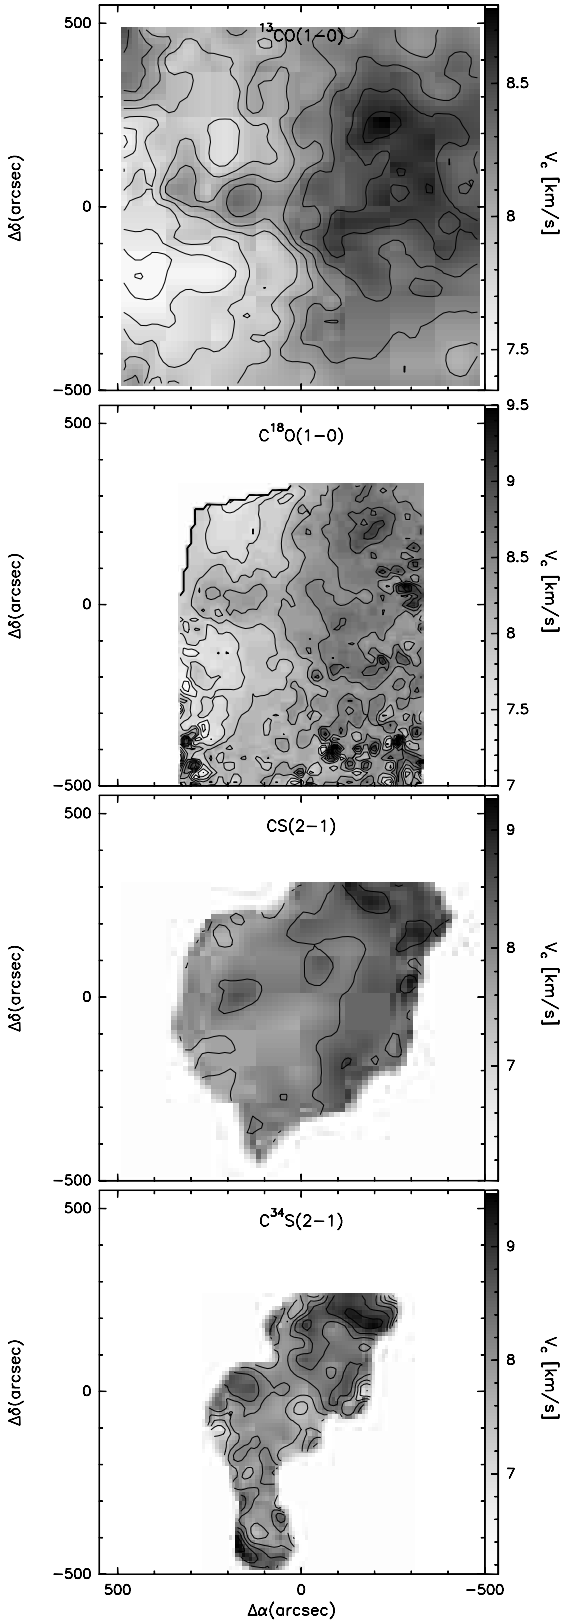 ¹³CO(1−0)
500
0
−500
Δδ(arcsec)
8.5
8
7.5
V_c [km/s]
C¹⁸O(1−0)
500
0
−500
Δδ(arcsec)
9.5
9
8.5
8
7.5
7
V_c [km/s]
CS(2−1)
500
0
−500
Δδ(arcsec)
9
8
7
V_c [km/s]
C³⁴S(2−1)
500
0
−500
Δδ(arcsec)
9
8
7
V_c [km/s]
500 0 −500
Δα(arcsec)